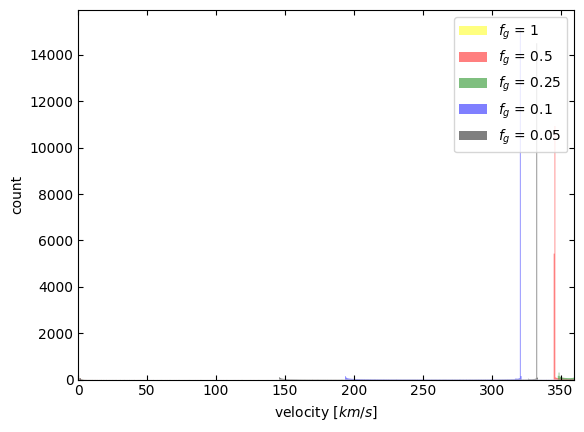 14000
12000
10000
8000
6000
4000
2000
0
count
0 50 100 150 200 250 300 350
velocity [km/s]
f_g = 1
f_g = 0.5
f_g = 0.25
f_g = 0.1
f_g = 0.05